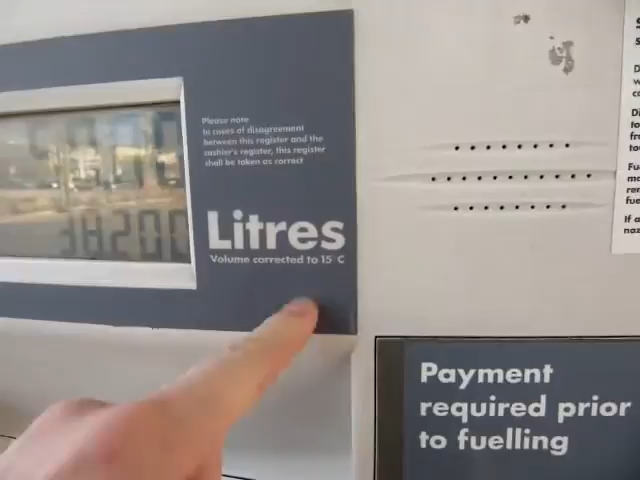 Please note
In cases of disagreement
between this register and the
cashier's register, this register
shall be taken as correct
Litres
Volume corrected to 15 C
Payment
required prior
to fuelling